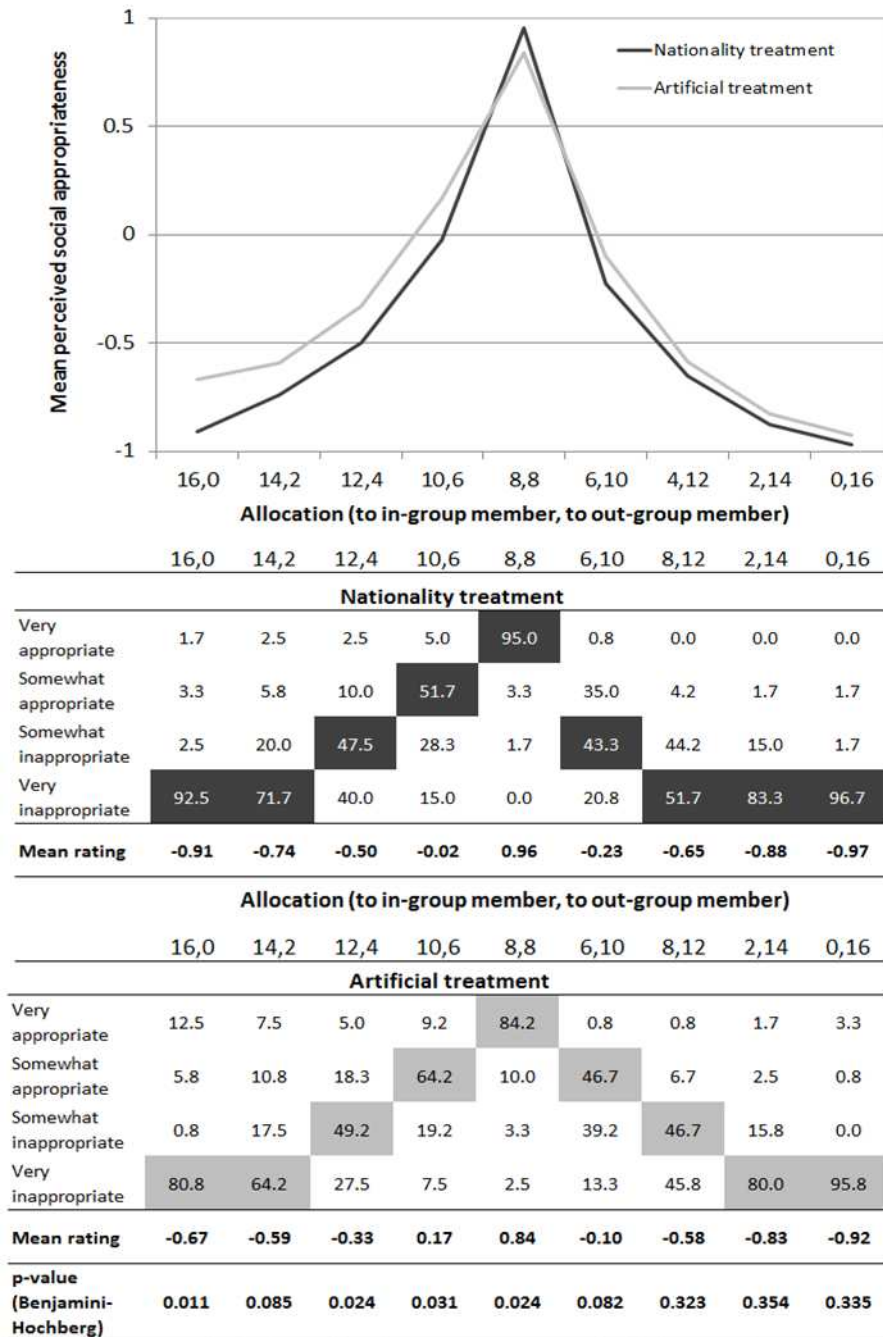 1
0.5
0
-0.5
-1
Mean perceived social appropriateness
Nationality treatment
Artificial treatment
16,0 14,2 12,4 10,6 8,8 6,10 4,12 2,14 0,16
Allocation (to in-group member, to out-group member)
16,0 14,2 12,4 10,6 8,8 6,10 8,12 2,14 0,16
Nationality treatment
Very
appropriate 1.7 2.5 2.5 5.0 95.0 0.8 0.0 0.0 0.0
Somewhat
appropriate 3.3 5.8 10.0 51.7 3.3 35.0 4.2 1.7 1.7
Somewhat
inappropriate 2.5 20.0 47.5 28.3 1.7 43.3 44.2 15.0 1.7
Very
inappropriate 92.5 71.7 40.0 15.0 0.0 20.8 51.7 83.3 96.7
Mean rating -0.91 -0.74 -0.50 -0.02 0.96 -0.23 -0.65 -0.88 -0.97
Allocation (to in-group member, to out-group member)
16,0 14,2 12,4 10,6 8,8 6,10 8,12 2,14 0,16
Artificial treatment
Very
appropriate 12.5 7.5 5.0 9.2 84.2 0.8 0.8 1.7 3.3
Somewhat
appropriate 5.8 10.8 18.3 64.2 10.0 46.7 6.7 2.5 0.8
Somewhat
inappropriate 0.8 17.5 49.2 19.2 3.3 39.2 46.7 15.8 0.0
Very
inappropriate 80.8 64.2 27.5 7.5 2.5 13.3 45.8 80.0 95.8
Mean rating -0.67 -0.59 -0.33 0.17 0.84 -0.10 -0.58 -0.83 -0.92
p-value
(Benjamini- 0.011 0.085 0.024 0.031 0.024 0.082 0.323 0.354 0.335
Hochberg)